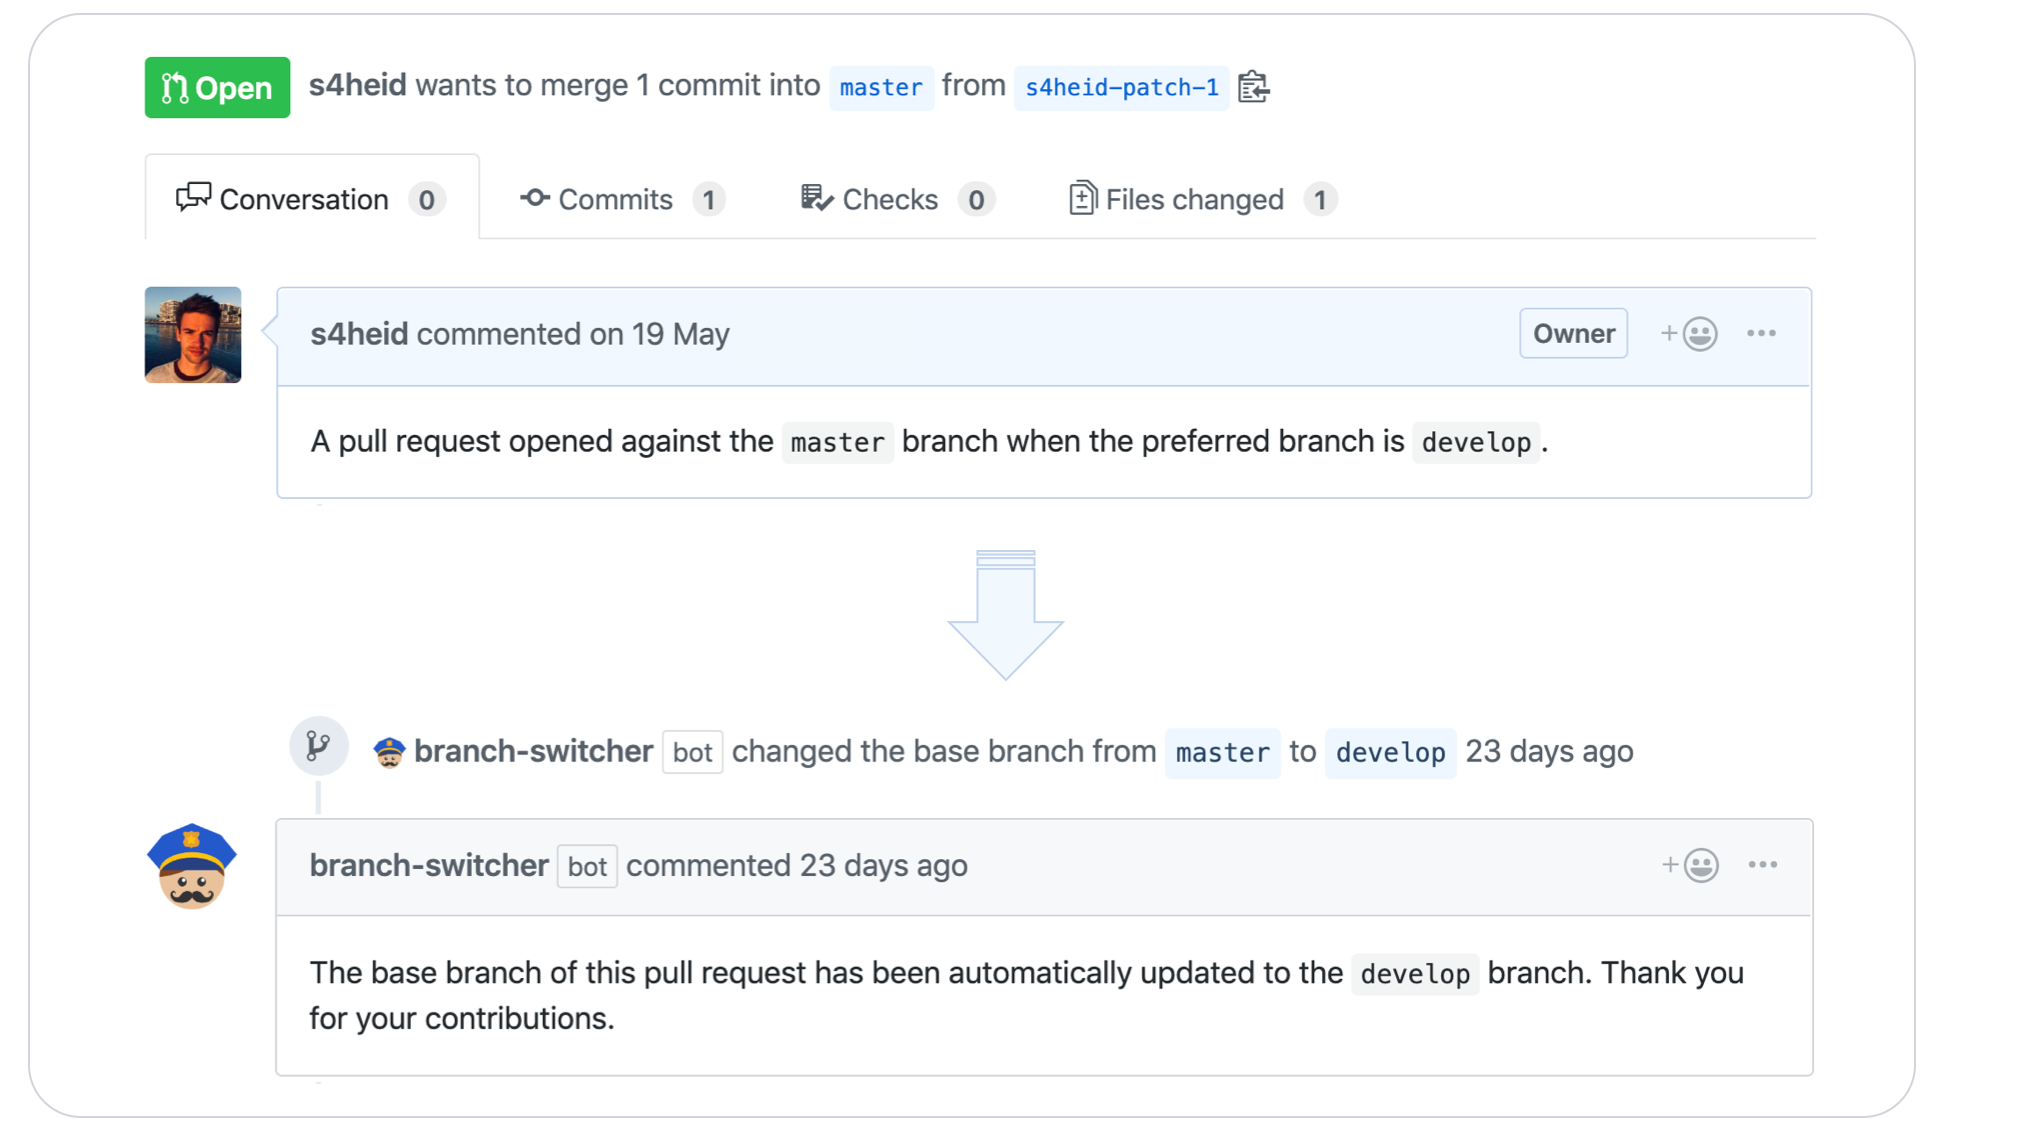 Open s4heid wants to merge 1 commit into master from s4heid-patch-1
Conversation 0 Commits 1 Checks 0 Files changed 1
s4heid commented on 19 May Owner
A pull request opened against the master branch when the preferred branch is develop.
branch-switcher bot changed the base branch from master to develop 23 days ago
branch-switcher bot commented 23 days ago
The base branch of this pull request has been automatically updated to the develop branch. Thank you
for your contributions.